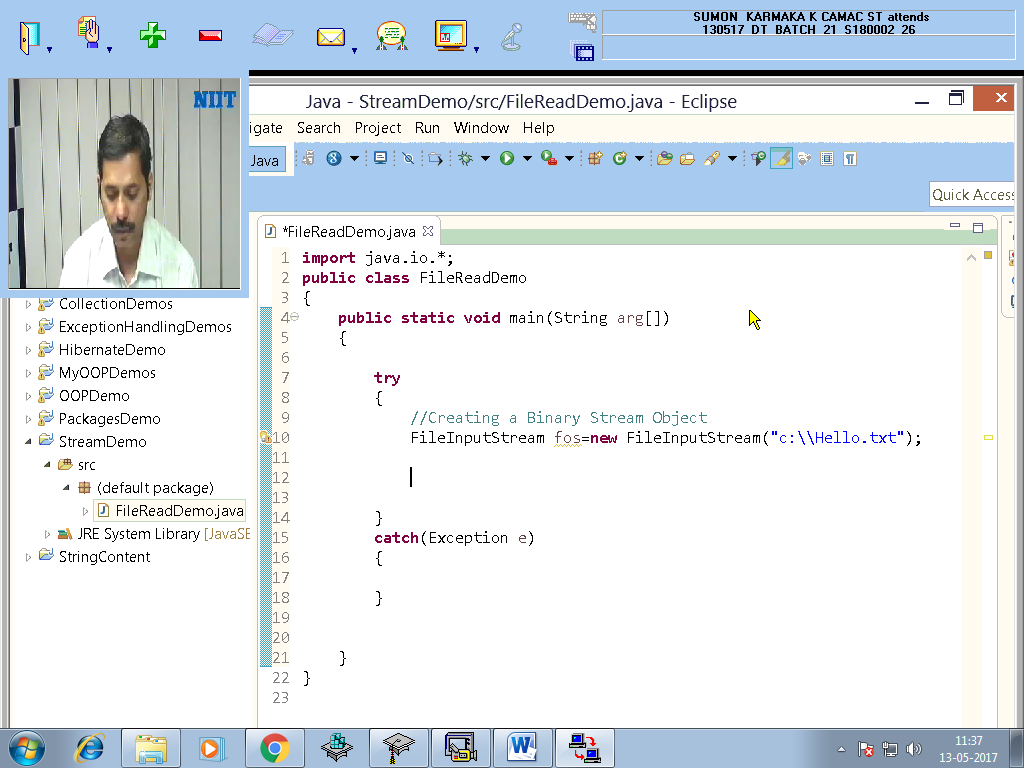 SUMON KARMAKA K CAMAC ST attends
130517 DT BATCH 21 S180002 26
NIIT
Java - StreamDemo/src/FileReadDemo.java - Eclipse
igate Search Project Run Window Help
Java
Quick Access
*FileReadDemo.java
CollectionDemos
ExceptionHandlingDemos
HibernateDemo
MyOOPDemos
OOPDemo
PackagesDemo
StreamDemo
src
(default package)
FileReadDemo.java
JRE System Library [JavaSE
StringContent
1 import java.io.*;
2 public class FileReadDemo
3 {
4 public static void main(String arg[])
5 {
6
7 try
8 {
9 //Creating a Binary Stream Object
10 FileInputStream fos=new FileInputStream("c:\\Hello.txt");
11
12
13
14 }
15 catch(Exception e)
16 {
17
18 }
19
20
21 }
22 }
23
11:37
13-05-2017